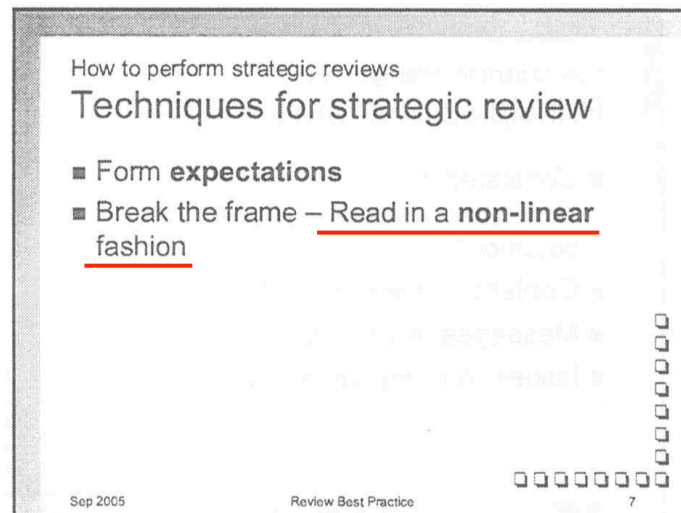 How to perform strategic reviews
Techniques for strategic review
■ Form expectations
■ Break the frame – Read in a non-linear
fashion
Sep 2005 Review Best Practice 7